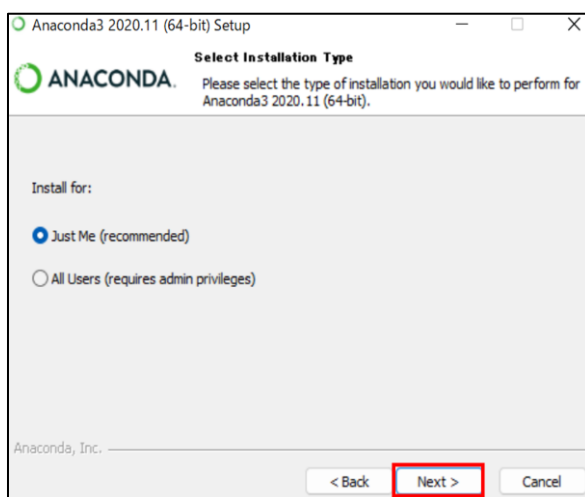 Anaconda3 2020.11 (64-bit) Setup
ANACONDA.
Select Installation Type
Please select the type of installation you would like to perform for
Anaconda3 2020.11 (64-bit).
Install for:
Just Me (recommended)
All Users (requires admin privileges)
Anaconda, Inc.
< Back Next > Cancel